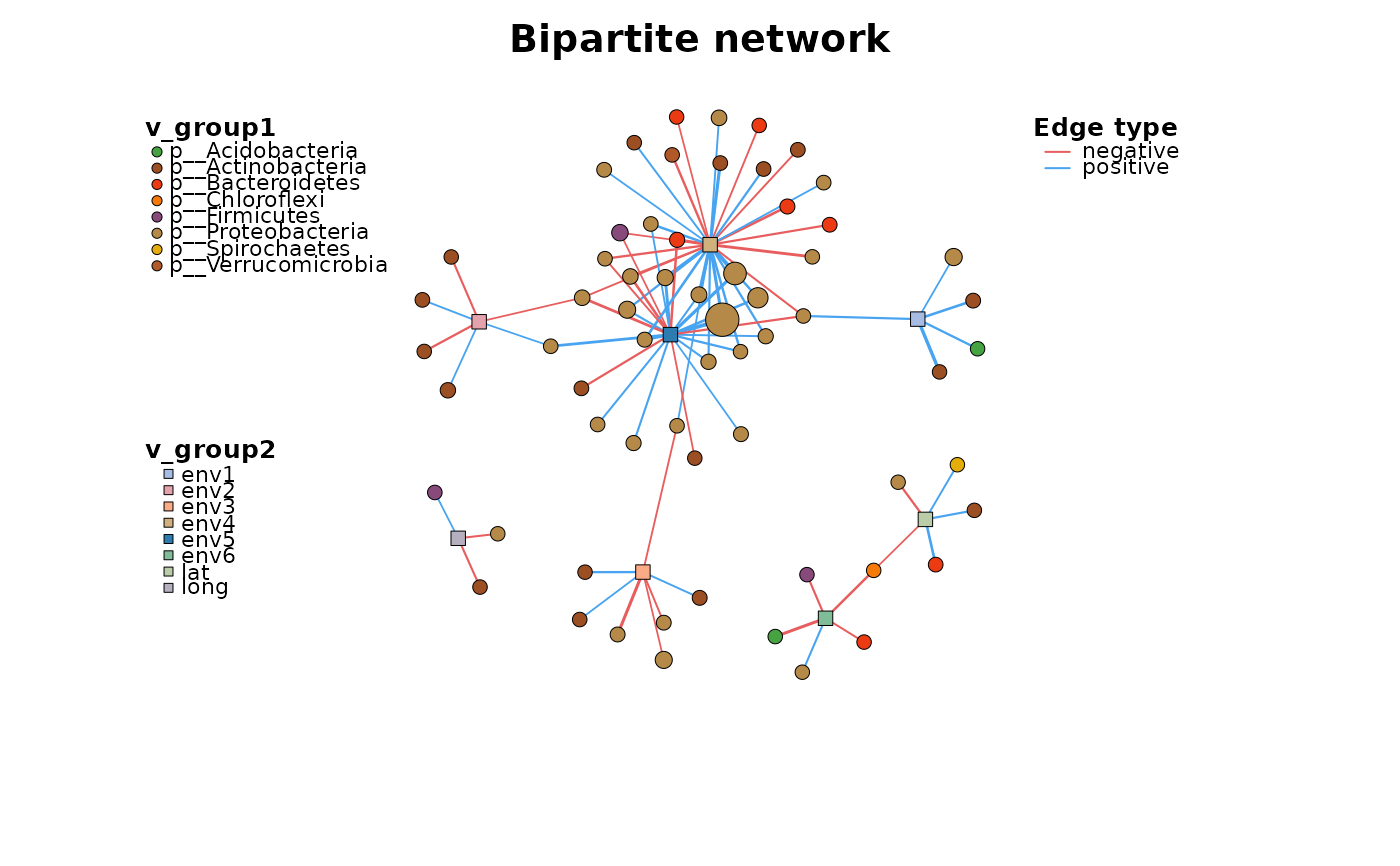 Bipartite network
v_group1
p__Acidobacteria
p__Actinobacteria
p__Bacteroidetes
p__Chloroflexi
p__Firmicutes
p__Proteobacteria
p__Spirochaetes
p__Verrucomicrobia
Edge type
negative
positive
v_group2
env1
env2
env3
env4
env5
env6
lat
long